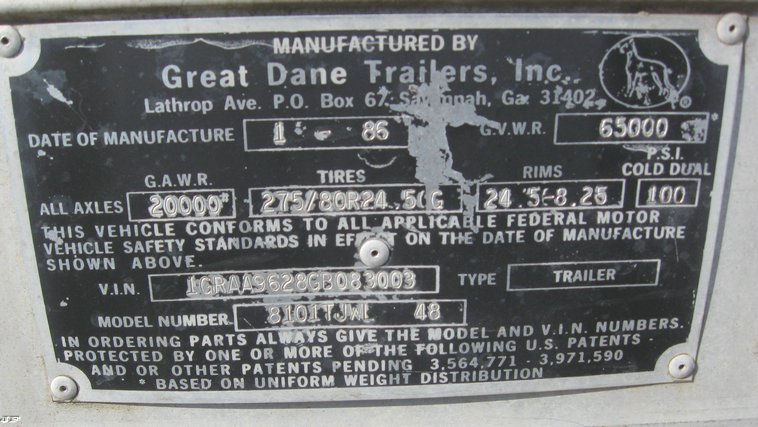 MANUFACTURED BY
Great Dane Trailers, Inc.
Lathrop Ave. P.O. Box 67, Savannah, Ga 31402
DATE OF MANUFACTURE 1 - 86 G.V.W.R. 65000 *
G.A.W.R. TIRES RIMS P.S.I. COLD DUAL
ALL AXLES 20000* 275/80R24.5GG 24.5-8.25 100
THIS VEHICLE CONFORMS TO ALL APPLICABLE FEDERAL MOTOR
VEHICLE SAFETY STANDARDS IN EFFECT ON THE DATE OF MANUFACTURE
SHOWN ABOVE.
V.I.N. 1GRAA9628GB083003 TYPE TRAILER
MODEL NUMBER 8101TJWL 48
IN ORDERING PARTS ALWAYS GIVE THE MODEL AND V.I.N. NUMBERS.
PROTECTED BY ONE OR MORE OF THE FOLLOWING U.S. PATENTS -
AND OR OTHER PATENTS PENDING 3,564,771 - 3,971,590
* BASED ON UNIFORM WEIGHT DISTRIBUTION